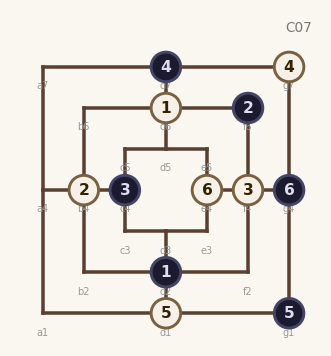 C07
4 4
a7 d7 g7
1 2
b6 d6 f6
c5 d5 e5
2 3 6 3 6
a4 b4 c4 e4 f4 g4
c3 d3 e3
1
b2 d2 f2
5 5
a1 d1 g1